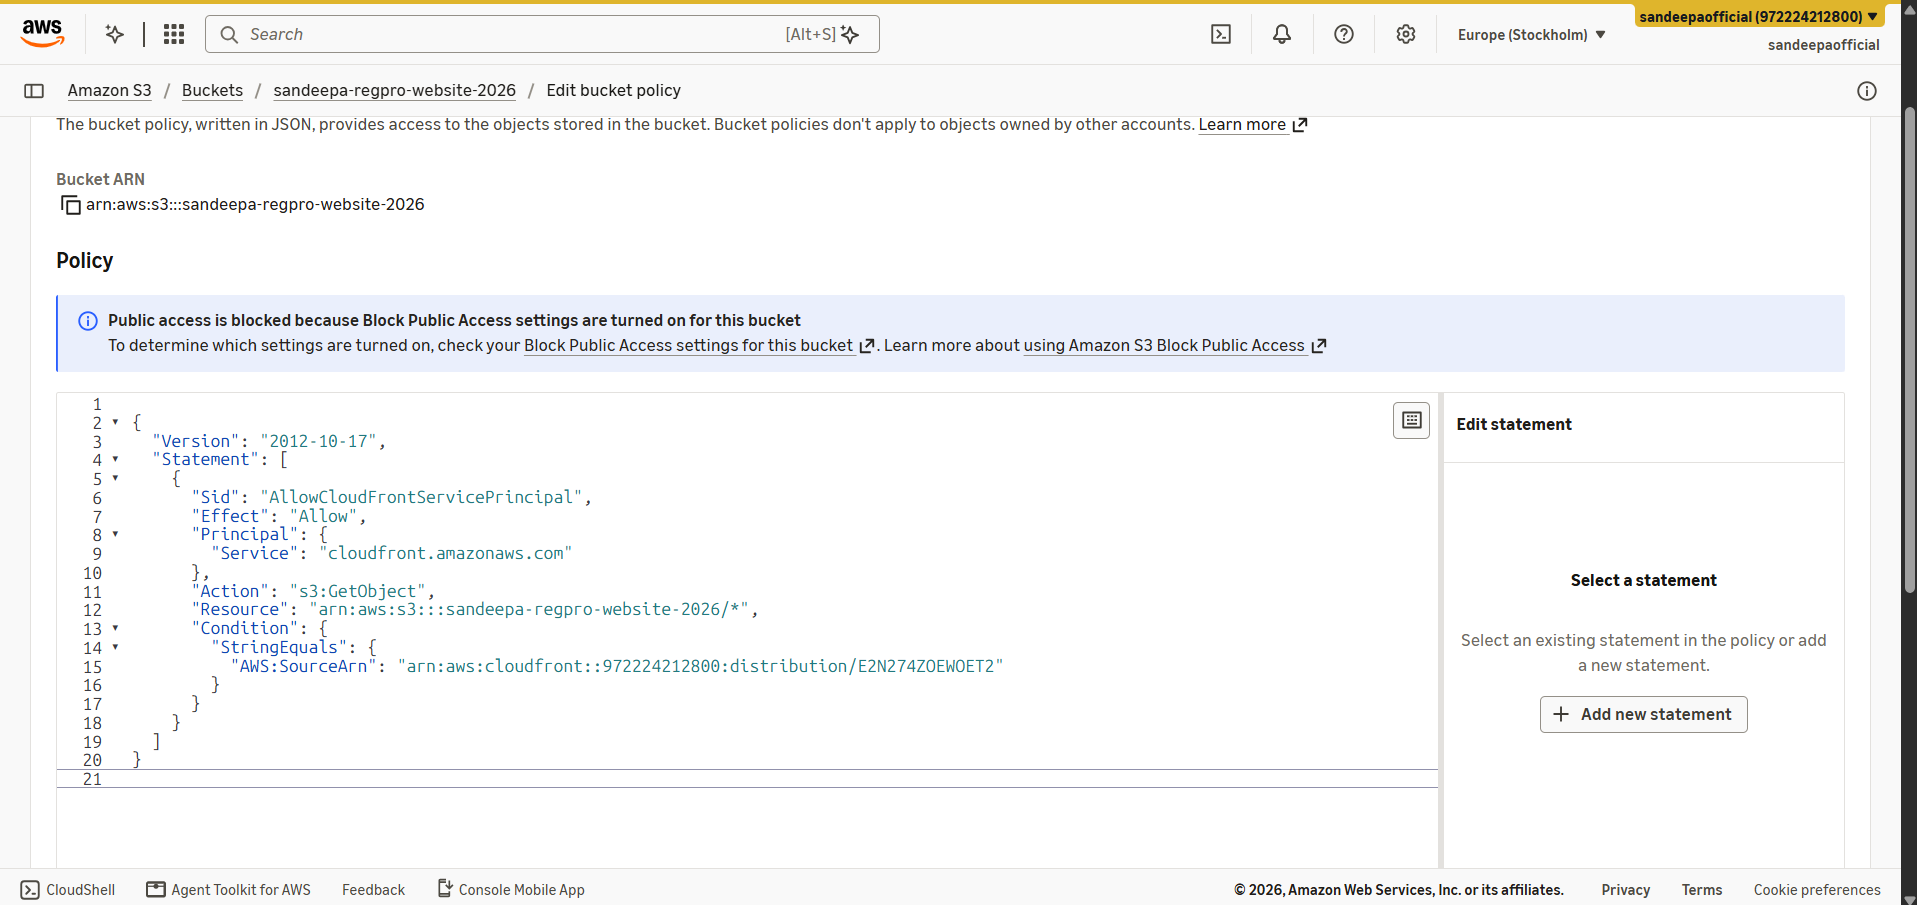 aws
Search
[Alt+S]
Europe (Stockholm)
sandeepaofficial (972224212800)
sandeepaofficial
Amazon S3 / Buckets / sandeepa-regpro-website-2026 / Edit bucket policy
The bucket policy, written in JSON, provides access to the objects stored in the bucket. Bucket policies don't apply to objects owned by other accounts. Learn more
Bucket ARN
arn:aws:s3:::sandeepa-regpro-website-2026
Policy
Public access is blocked because Block Public Access settings are turned on for this bucket
To determine which settings are turned on, check your Block Public Access settings for this bucket. Learn more about using Amazon S3 Block Public Access
1
2 {
3 "Version": "2012-10-17",
4 "Statement": [
5 {
6 "Sid": "AllowCloudFrontServicePrincipal",
7 "Effect": "Allow",
8 "Principal": {
9 "Service": "cloudfront.amazonaws.com"
10 },
11 "Action": "s3:GetObject",
12 "Resource": "arn:aws:s3:::sandeepa-regpro-website-2026/*",
13 "Condition": {
14 "StringEquals": {
15 "AWS:SourceArn": "arn:aws:cloudfront::972224212800:distribution/E2N274ZOEWOET2"
16 }
17 }
18 }
19 ]
20 }
21
Edit statement
Select a statement
Select an existing statement in the policy or add
a new statement.
Add new statement
CloudShell
Agent Toolkit for AWS
Feedback
Console Mobile App
© 2026, Amazon Web Services, Inc. or its affiliates.
Privacy
Terms
Cookie preferences